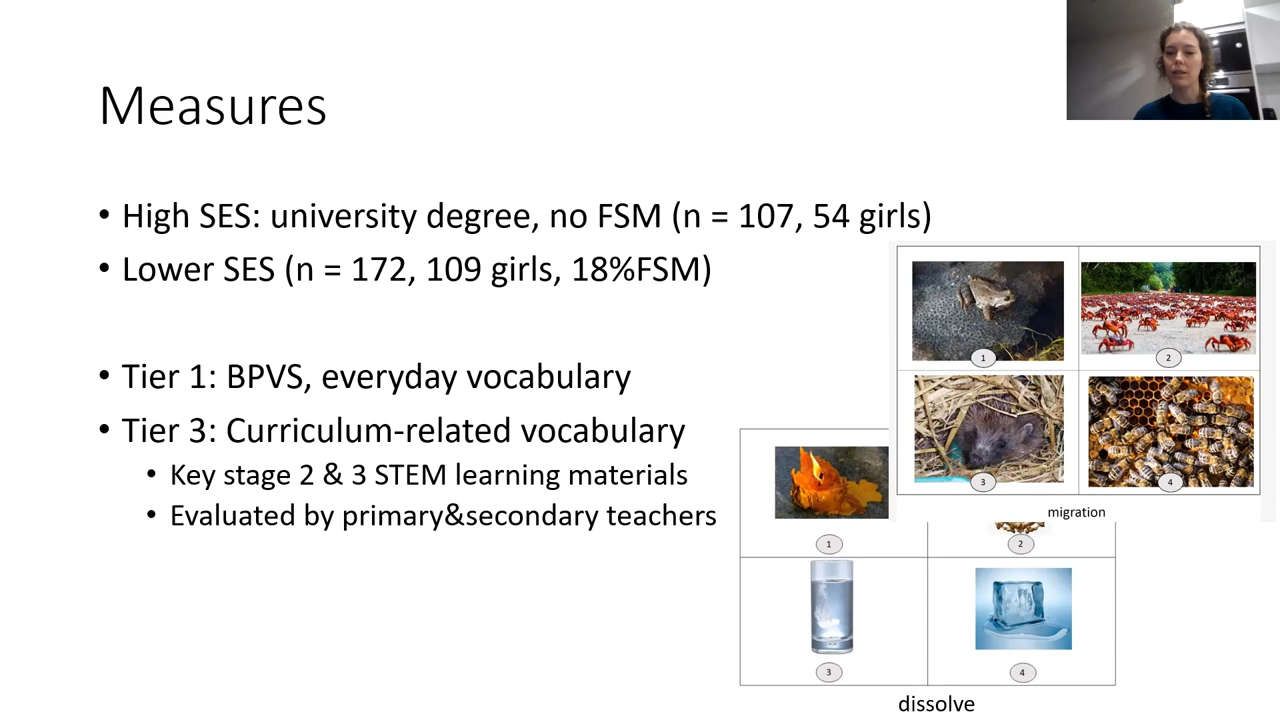 Measures
• High SES: university degree, no FSM (n = 107, 54 girls)
• Lower SES (n = 172, 109 girls, 18%FSM)
• Tier 1: BPVS, everyday vocabulary
• Tier 3: Curriculum-related vocabulary
• Key stage 2 & 3 STEM learning materials
• Evaluated by primary&secondary teachers
1
2
3
4
migration
1
2
3
4
dissolve